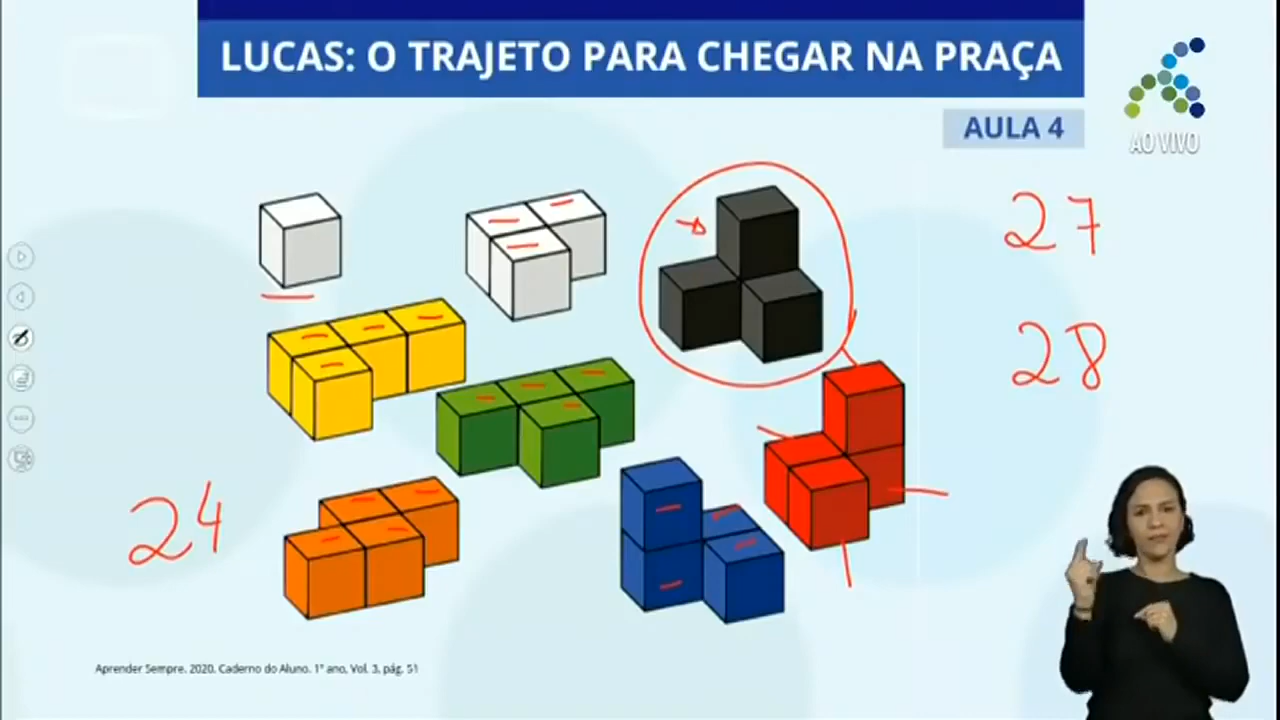 LUCAS: O TRAJETO PARA CHEGAR NA PRAÇA
AULA 4
AO VIVO
27
28
24
Aprender Sempre. 2020. Caderno do Aluno. 1º ano, Vol. 3, pág. 51